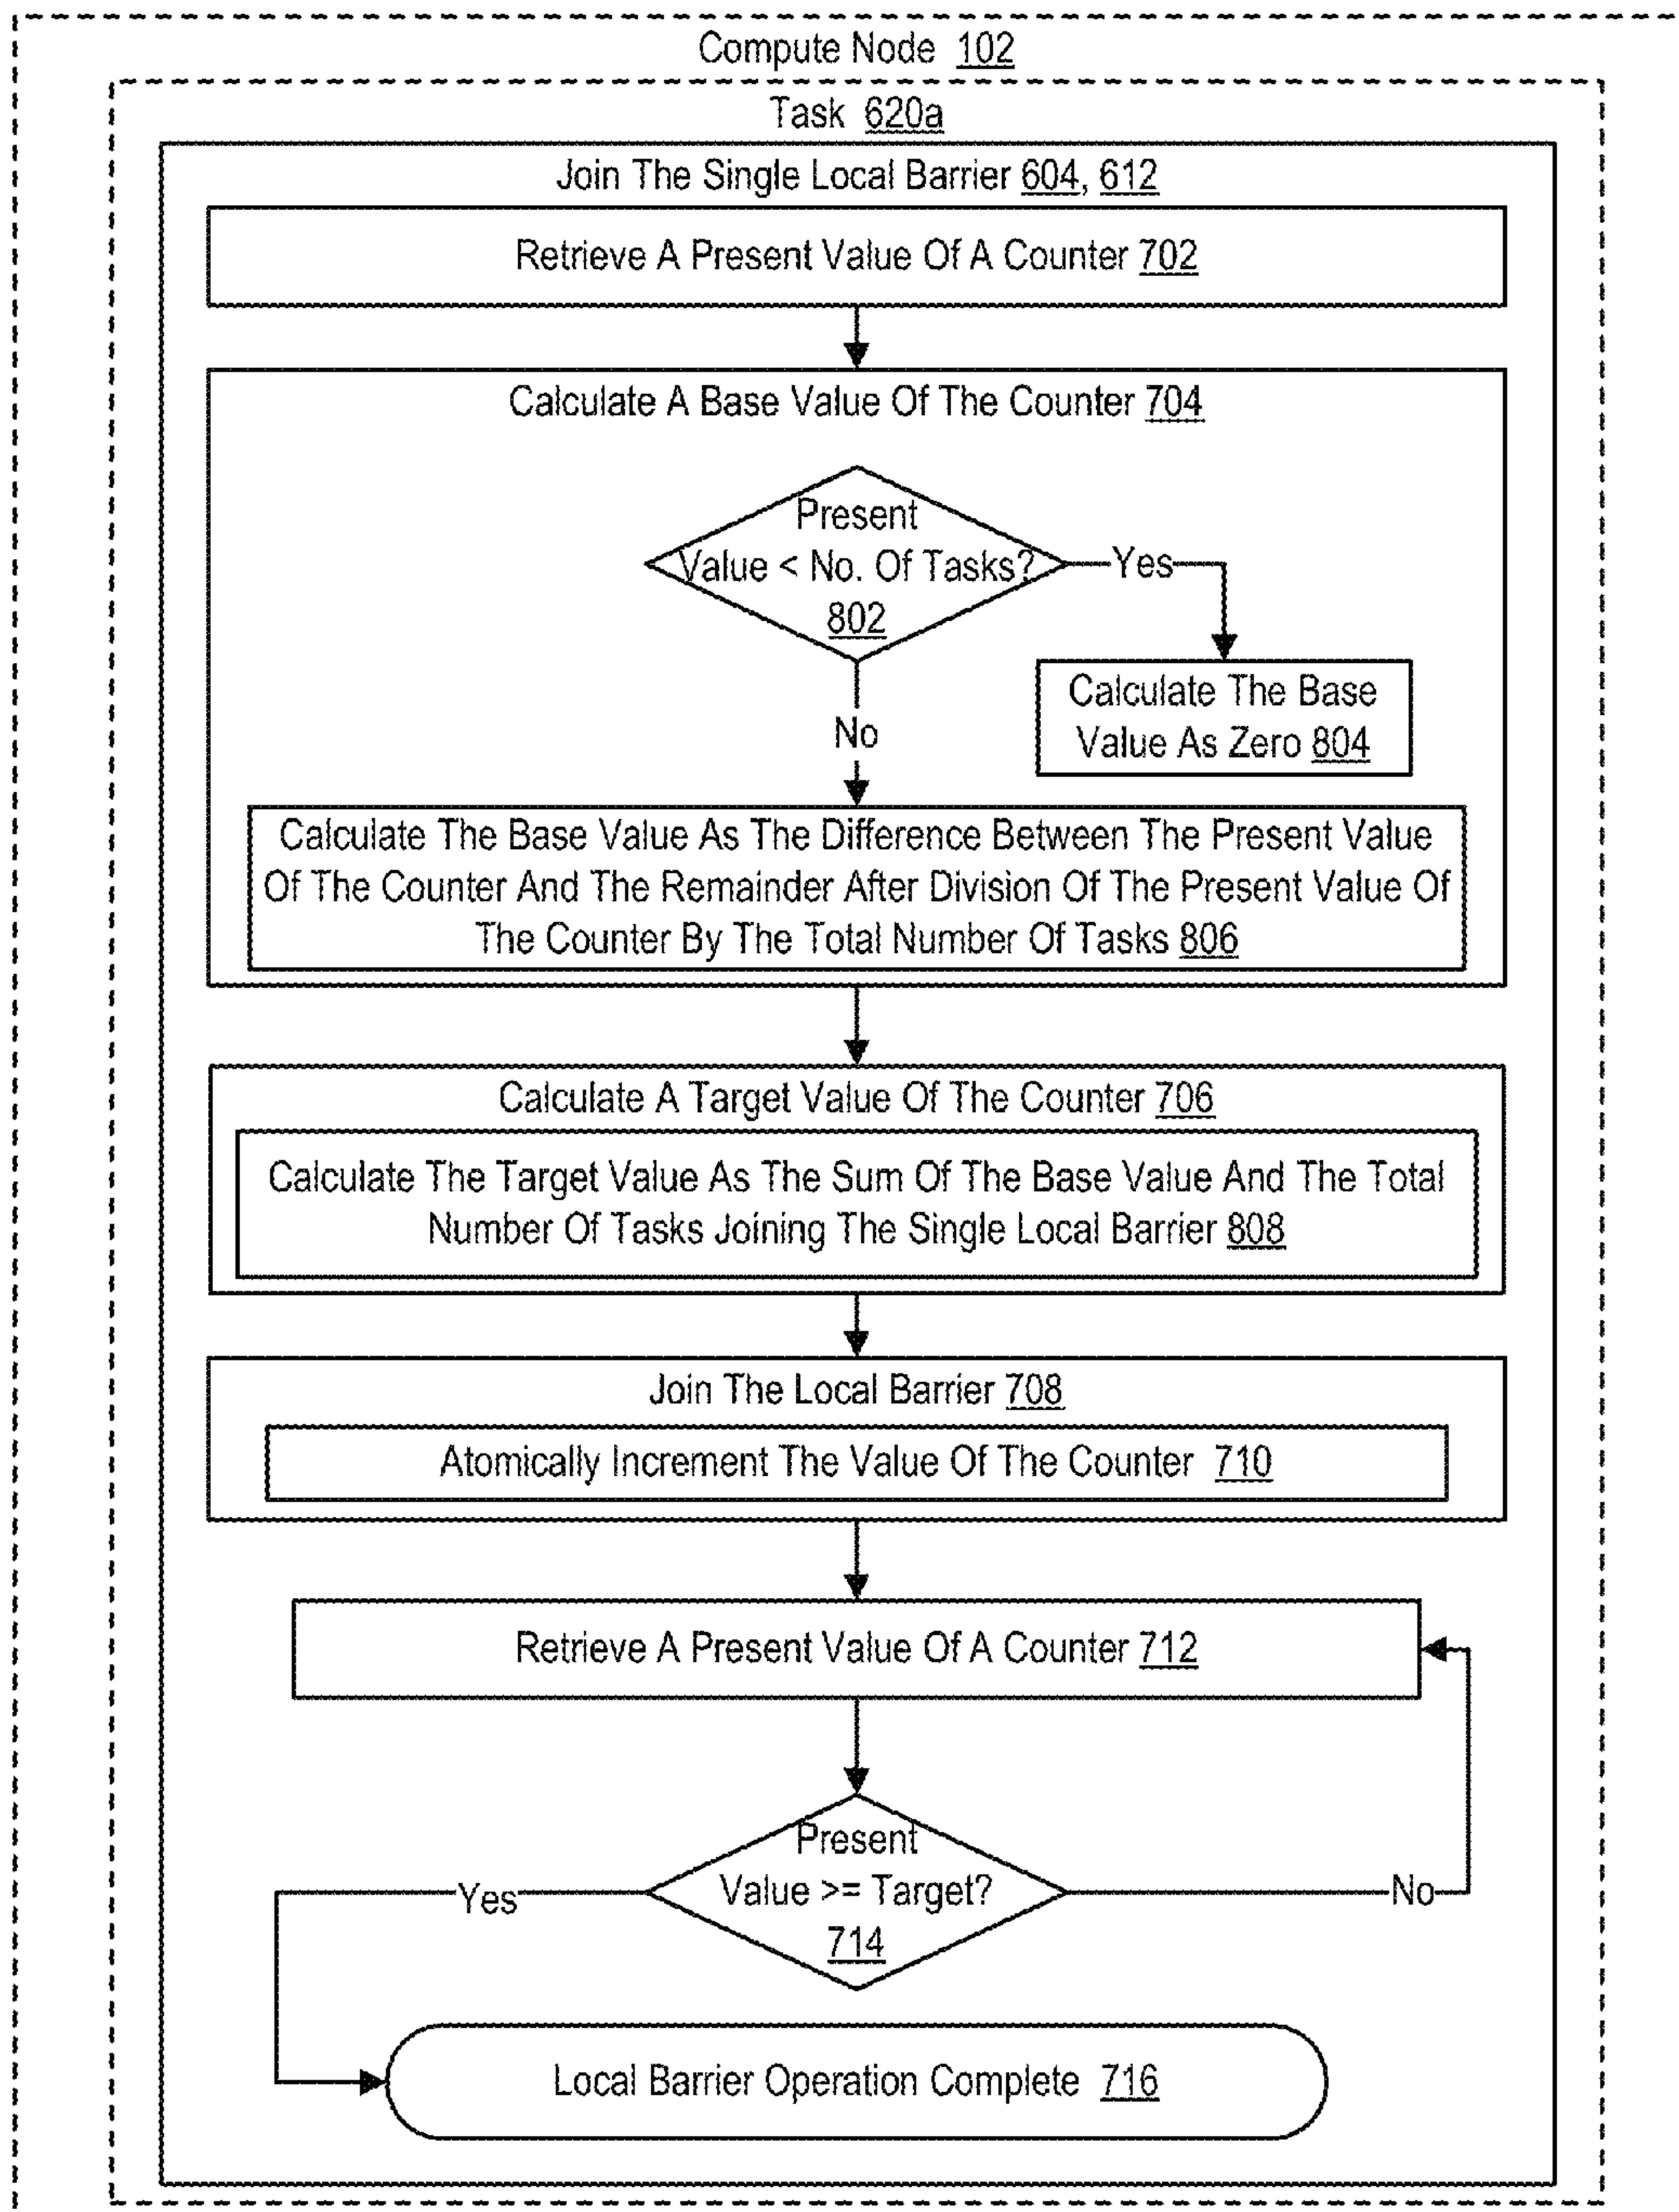 Compute Node 102
Task 620a
Join The Single Local Barrier 604, 612
Retrieve A Present Value Of A Counter 702
Calculate A Base Value Of The Counter 704
Present
Value < No. Of Tasks?
802
Yes
Calculate The Base
Value As Zero 804
No
Calculate The Base Value As The Difference Between The Present Value
Of The Counter And The Remainder After Division Of The Present Value Of
The Counter By The Total Number Of Tasks 806
Calculate A Target Value Of The Counter 706
Calculate The Target Value As The Sum Of The Base Value And The Total
Number Of Tasks Joining The Single Local Barrier 808
Join The Local Barrier 708
Atomically Increment The Value Of The Counter 710
Retrieve A Present Value Of A Counter 712
Present
Value >= Target?
714
Yes
No
Local Barrier Operation Complete 716